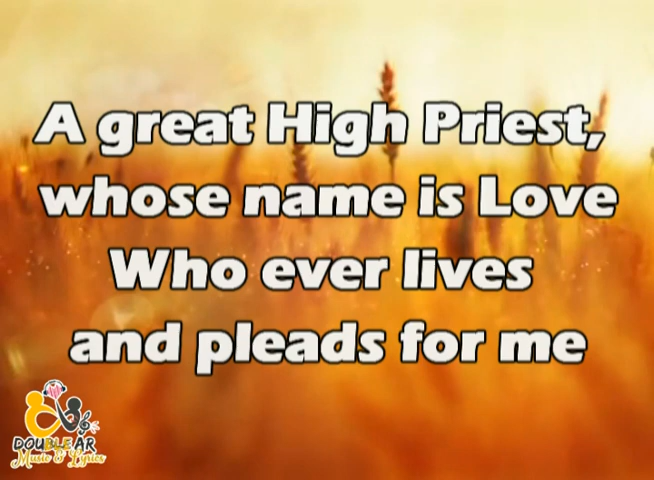 A great High Priest,
whose name is Love
Who ever lives
and pleads for me
DOUBLE AR
Music & Lyrics